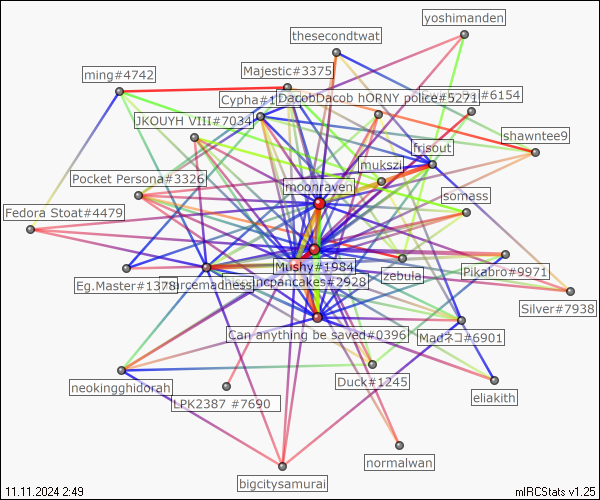 yoshimanden
thesecondtwat
Majestic#3375
ming#4742
#6154
Cypha#1
DacobDacob hORNY police#5271
JKOUYH VIII#7034
shawntee9
frisout
mukszi
Pocket Persona#3326
moonraven
somass
Fedora Stoat#4479
Mushy#1984
zebula
Pikabro#9971
Eg.Master#1378
arcemadness
incpancakes#2928
Silver#7938
Can anything be saved#0396
Madネコ#6901
neokingghidorah
Duck#1245
eliakith
LPK2387 #7690
normalwan
bigcitysamurai
11.11.2024 2:49
mIRCStats v1.25